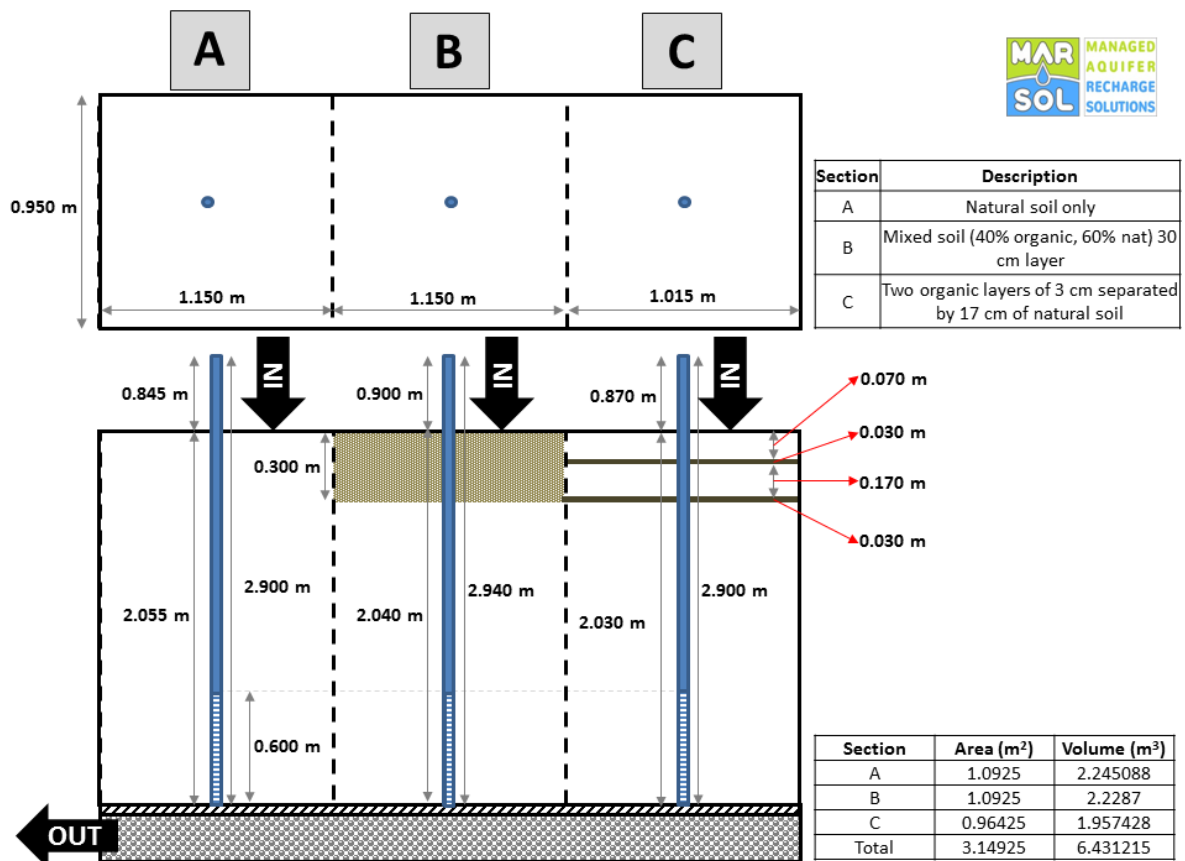 A
B
C
MAR
SOL
MANAGED
AQUIFER
RECHARGE
SOLUTIONS
0.950 m
1.150 m
1.150 m
1.015 m
Section Description
A Natural soil only
B Mixed soil (40% organic, 60% nat) 30
cm layer
C Two organic layers of 3 cm separated
by 17 cm of natural soil
IN
IN
IN
0.845 m
0.900 m
0.870 m
0.070 m
0.030 m
0.300 m
0.170 m
0.030 m
2.055 m
2.900 m
2.040 m
2.940 m
2.030 m
2.900 m
0.600 m
OUT
Section Area (m²) Volume (m³)
A 1.0925 2.245088
B 1.0925 2.2287
C 0.96425 1.957428
Total 3.14925 6.431215